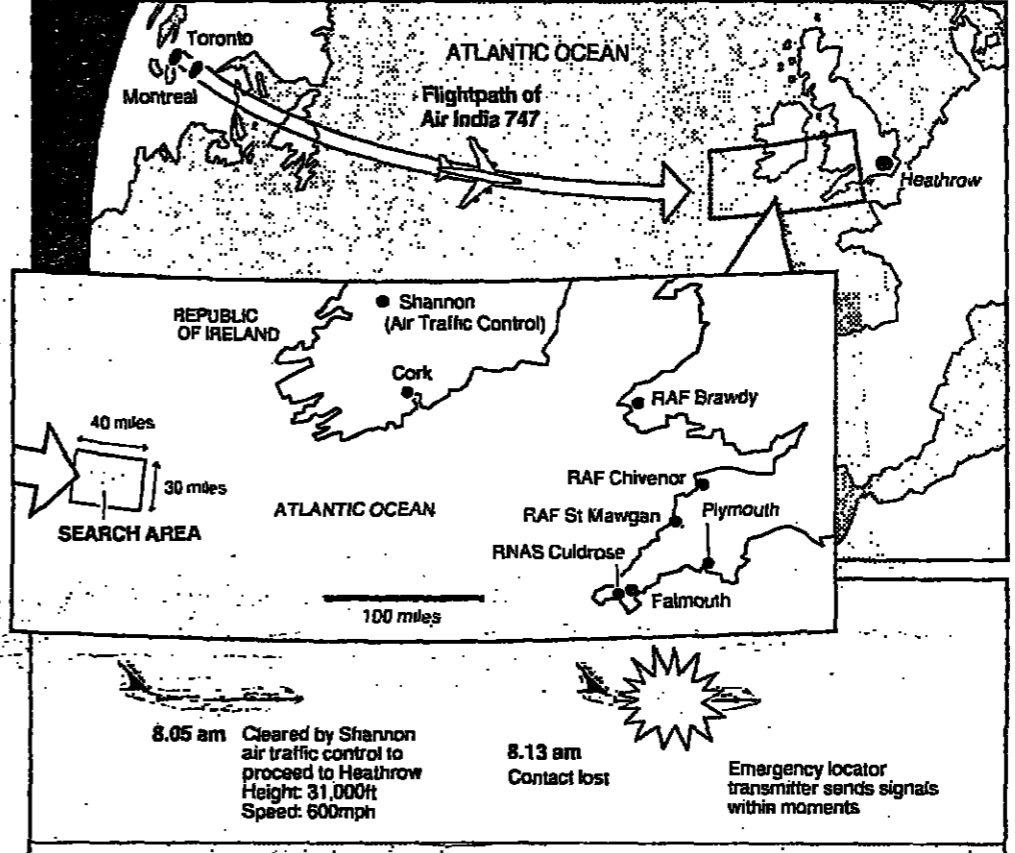 Toronto
Montreal
ATLANTIC OCEAN
Flightpath of
Air India 747
Heathrow
REPUBLIC
OF IRELAND
Shannon
(Air Traffic Control)
Cork
RAF Brawdy
40 miles
30 miles
SEARCH AREA
ATLANTIC OCEAN
RAF Chivenor
RAF St Mawgan
Plymouth
RNAS Culdrose
Falmouth
100 miles
8.05 am Cleared by Shannon
air traffic control to
proceed to Heathrow
Height: 31,000ft
Speed: 600mph
8.13 am
Contact lost
Emergency locator
transmitter sends signals
within moments